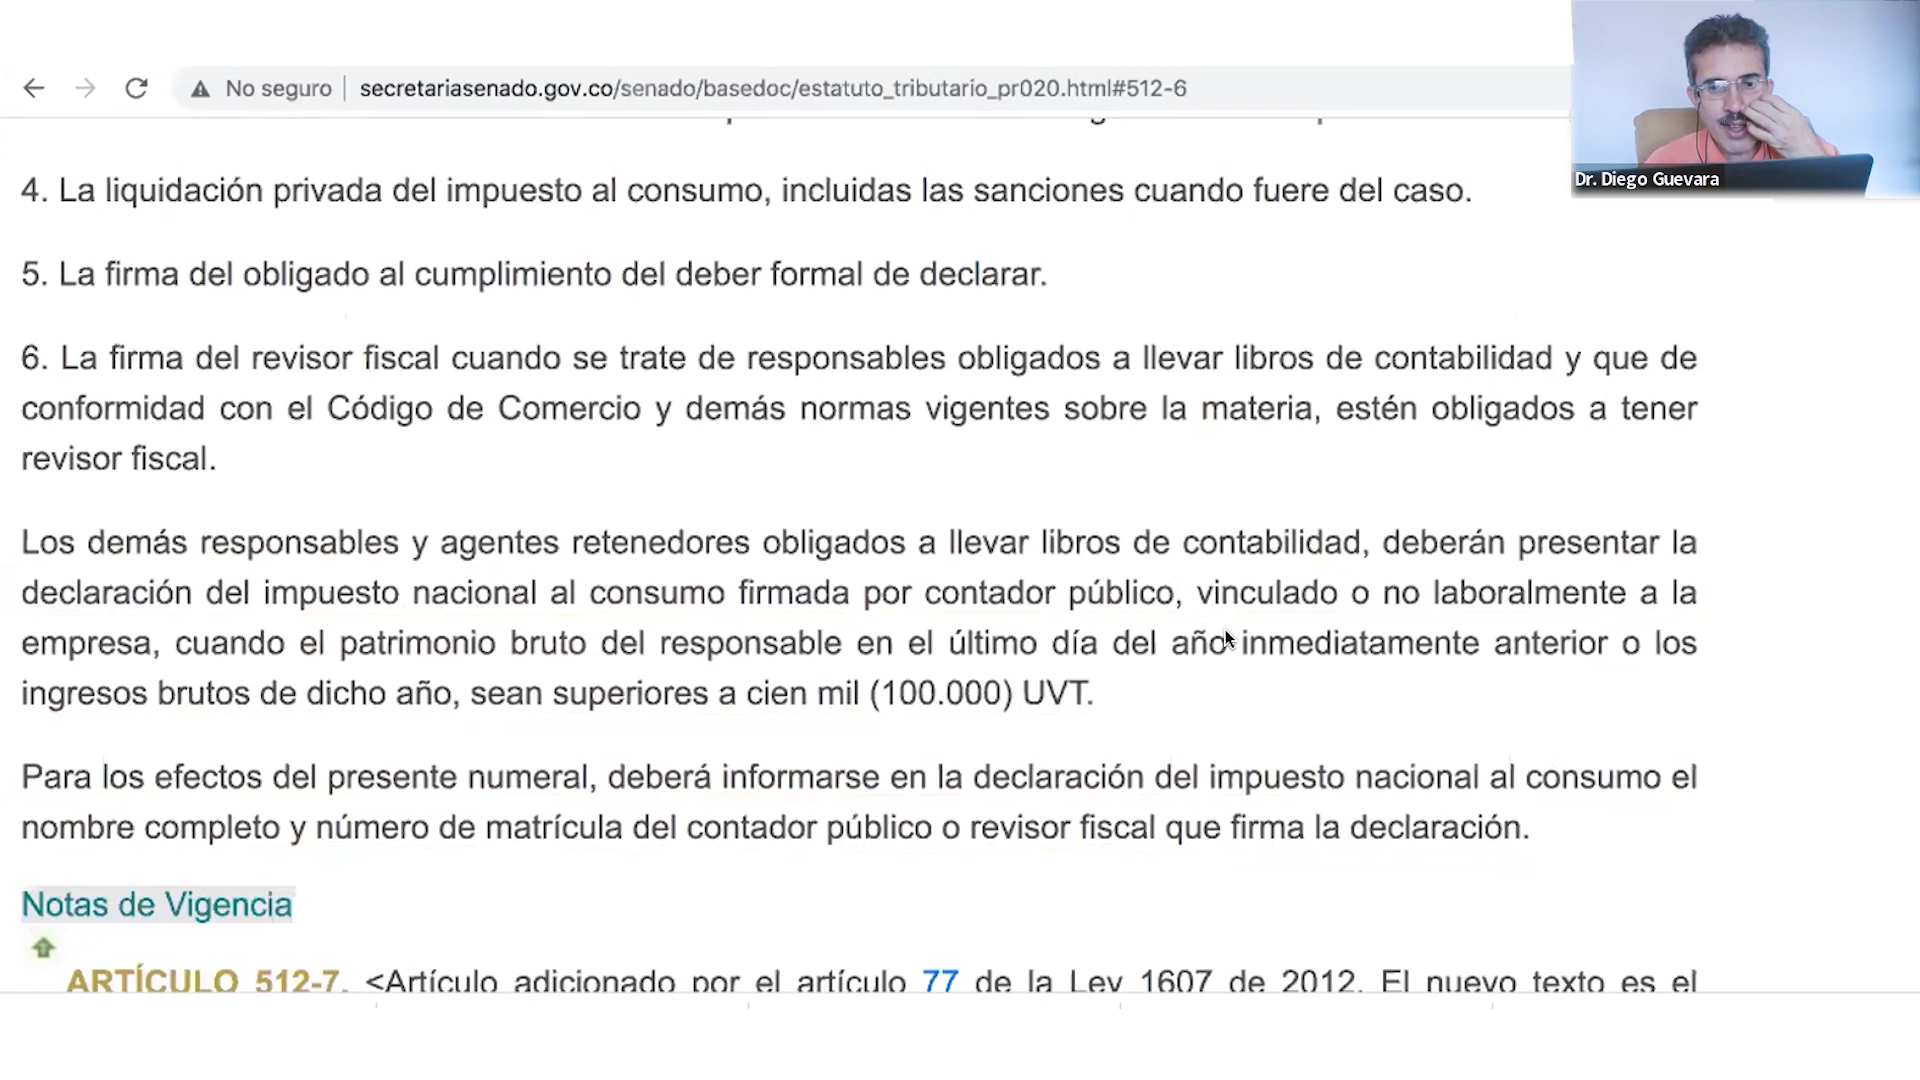 No seguro
secretariasenado.gov.co/senado/basedoc/estatuto_tributario_pr020.html#512-6
Dr. Diego Guevara
4. La liquidación privada del impuesto al consumo, incluidas las sanciones cuando fuere del caso.
5. La firma del obligado al cumplimiento del deber formal de declarar.
6. La firma del revisor fiscal cuando se trate de responsables obligados a llevar libros de contabilidad y que de
conformidad con el Código de Comercio y demás normas vigentes sobre la materia, estén obligados a tener
revisor fiscal.
Los demás responsables y agentes retenedores obligados a llevar libros de contabilidad, deberán presentar la
declaración del impuesto nacional al consumo firmada por contador público, vinculado o no laboralmente a la
empresa, cuando el patrimonio bruto del responsable en el último día del año inmediatamente anterior o los
ingresos brutos de dicho año, sean superiores a cien mil (100.000) UVT.
Para los efectos del presente numeral, deberá informarse en la declaración del impuesto nacional al consumo el
nombre completo y número de matrícula del contador público o revisor fiscal que firma la declaración.
Notas de Vigencia
ARTÍCULO 512-7. <Artículo adicionado por el artículo 77 de la Ley 1607 de 2012. El nuevo texto es el